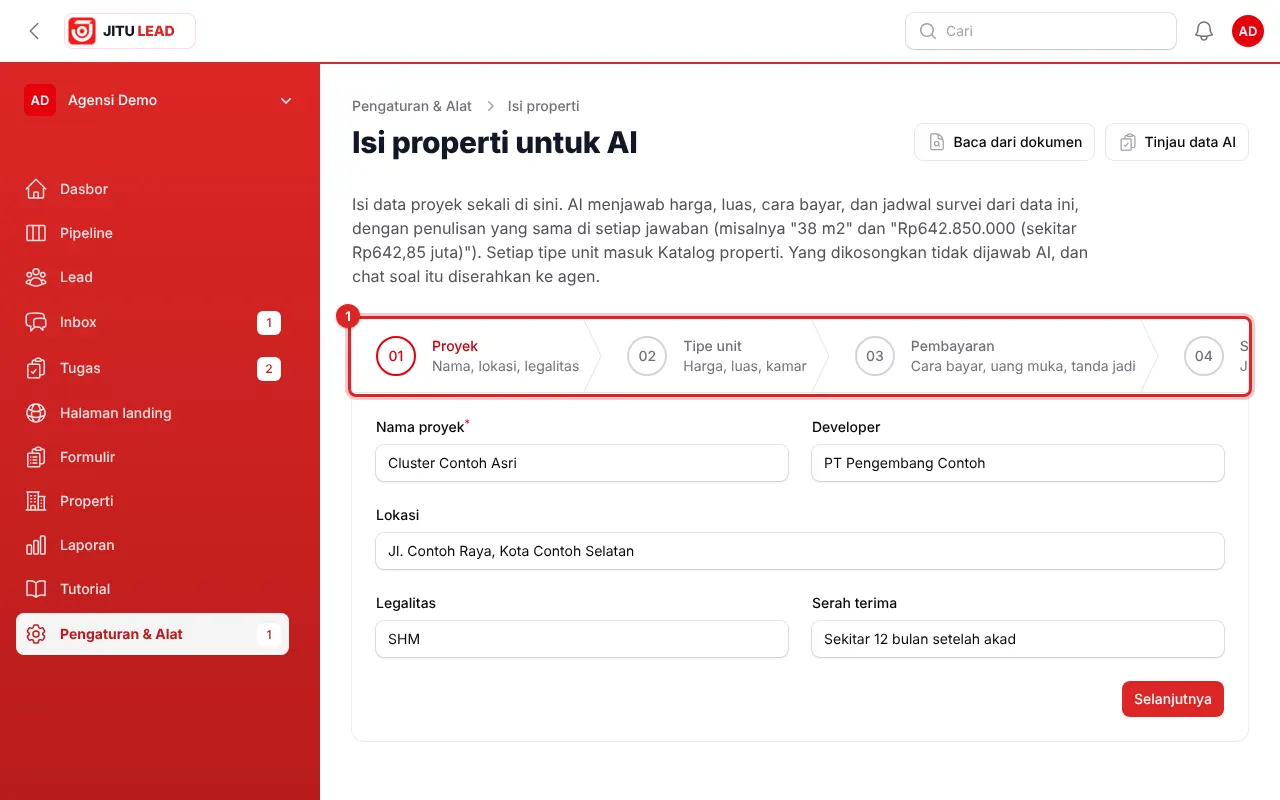 JITU LEAD
Cari
AD
AD
Agensi Demo
Dasbor
Pipeline
Lead
Inbox
1
Tugas
2
Halaman landing
Formulir
Properti
Laporan
Tutorial
Pengaturan & Alat
1
Pengaturan & Alat
Isi properti
Isi properti untuk AI
Baca dari dokumen
Tinjau data AI
Isi data proyek sekali di sini. AI menjawab harga, luas, cara bayar, dan jadwal survei dari data ini,
dengan penulisan yang sama di setiap jawaban (misalnya "38 m2" dan "Rp642.850.000 (sekitar
Rp642,85 juta)"). Setiap tipe unit masuk Katalog properti. Yang dikosongkan tidak dijawab AI, dan
chat soal itu diserahkan ke agen.
1
01
Proyek
Nama, lokasi, legalitas
02
Tipe unit
Harga, luas, kamar
03
Pembayaran
Cara bayar, uang muka, tanda jadi
04
Nama proyek*
Cluster Contoh Asri
Developer
PT Pengembang Contoh
Lokasi
Jl. Contoh Raya, Kota Contoh Selatan
Legalitas
SHM
Serah terima
Sekitar 12 bulan setelah akad
Selanjutnya